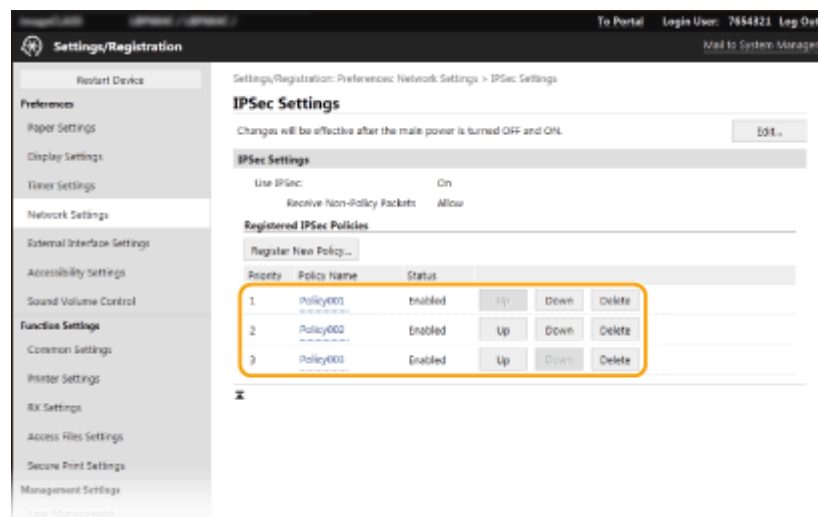 To Portal Login User: 7654321 Log Out
Settings/Registration
Mail to System Manager
Restart Device
Preferences
Paper Settings
Display Settings
Timer Settings
Network Settings
External Interface Settings
Accessibility Settings
Sound Volume Control
Function Settings
Common Settings
Printer Settings
RX Settings
Access Files Settings
Secure Print Settings
Management Settings
User Management
Settings/Registration: Preferences: Network Settings > IPSec Settings
IPSec Settings
Changes will be effective after the main power is turned OFF and ON.
Edit...
IPSec Settings
Use IPSec: On
Receive Non-Policy Packets Allow
Registered IPSec Policies
Register New Policy...
Priority Policy Name Status
1 Policy001 Enabled Up Down Delete
2 Policy002 Enabled Up Down Delete
3 Policy003 Enabled Up Down Delete